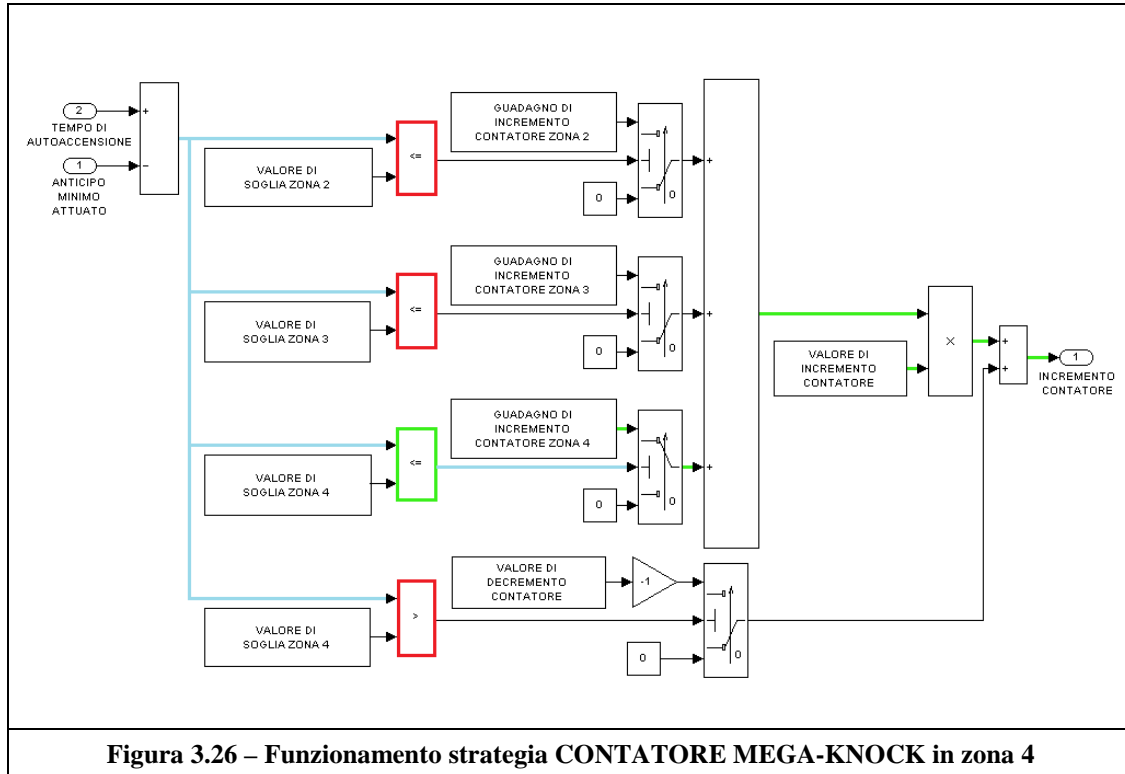 2
TEMPO DI
AUTOACCENSIONE
1
ANTICIPO
MINIMO
ATTUATO
+
-
VALORE DI
SOGLIA ZONA 2
<=
GUADAGNO DI
INCREMENTO
CONTATORE ZONA 2
0
0
+
VALORE DI
SOGLIA ZONA 3
<=
GUADAGNO DI
INCREMENTO
CONTATORE ZONA 3
0
0
+
VALORE DI
SOGLIA ZONA 4
<=
GUADAGNO DI
INCREMENTO
CONTATORE ZONA 4
0
0
+
VALORE DI
SOGLIA ZONA 4
>
VALORE DI
DECREMENTO
CONTATORE
-1
0
0
VALORE DI
INCREMENTO
CONTATORE
×
+
+
1
INCREMENTO
CONTATORE
Figura 3.26 – Funzionamento strategia CONTATORE MEGA-KNOCK in zona 4